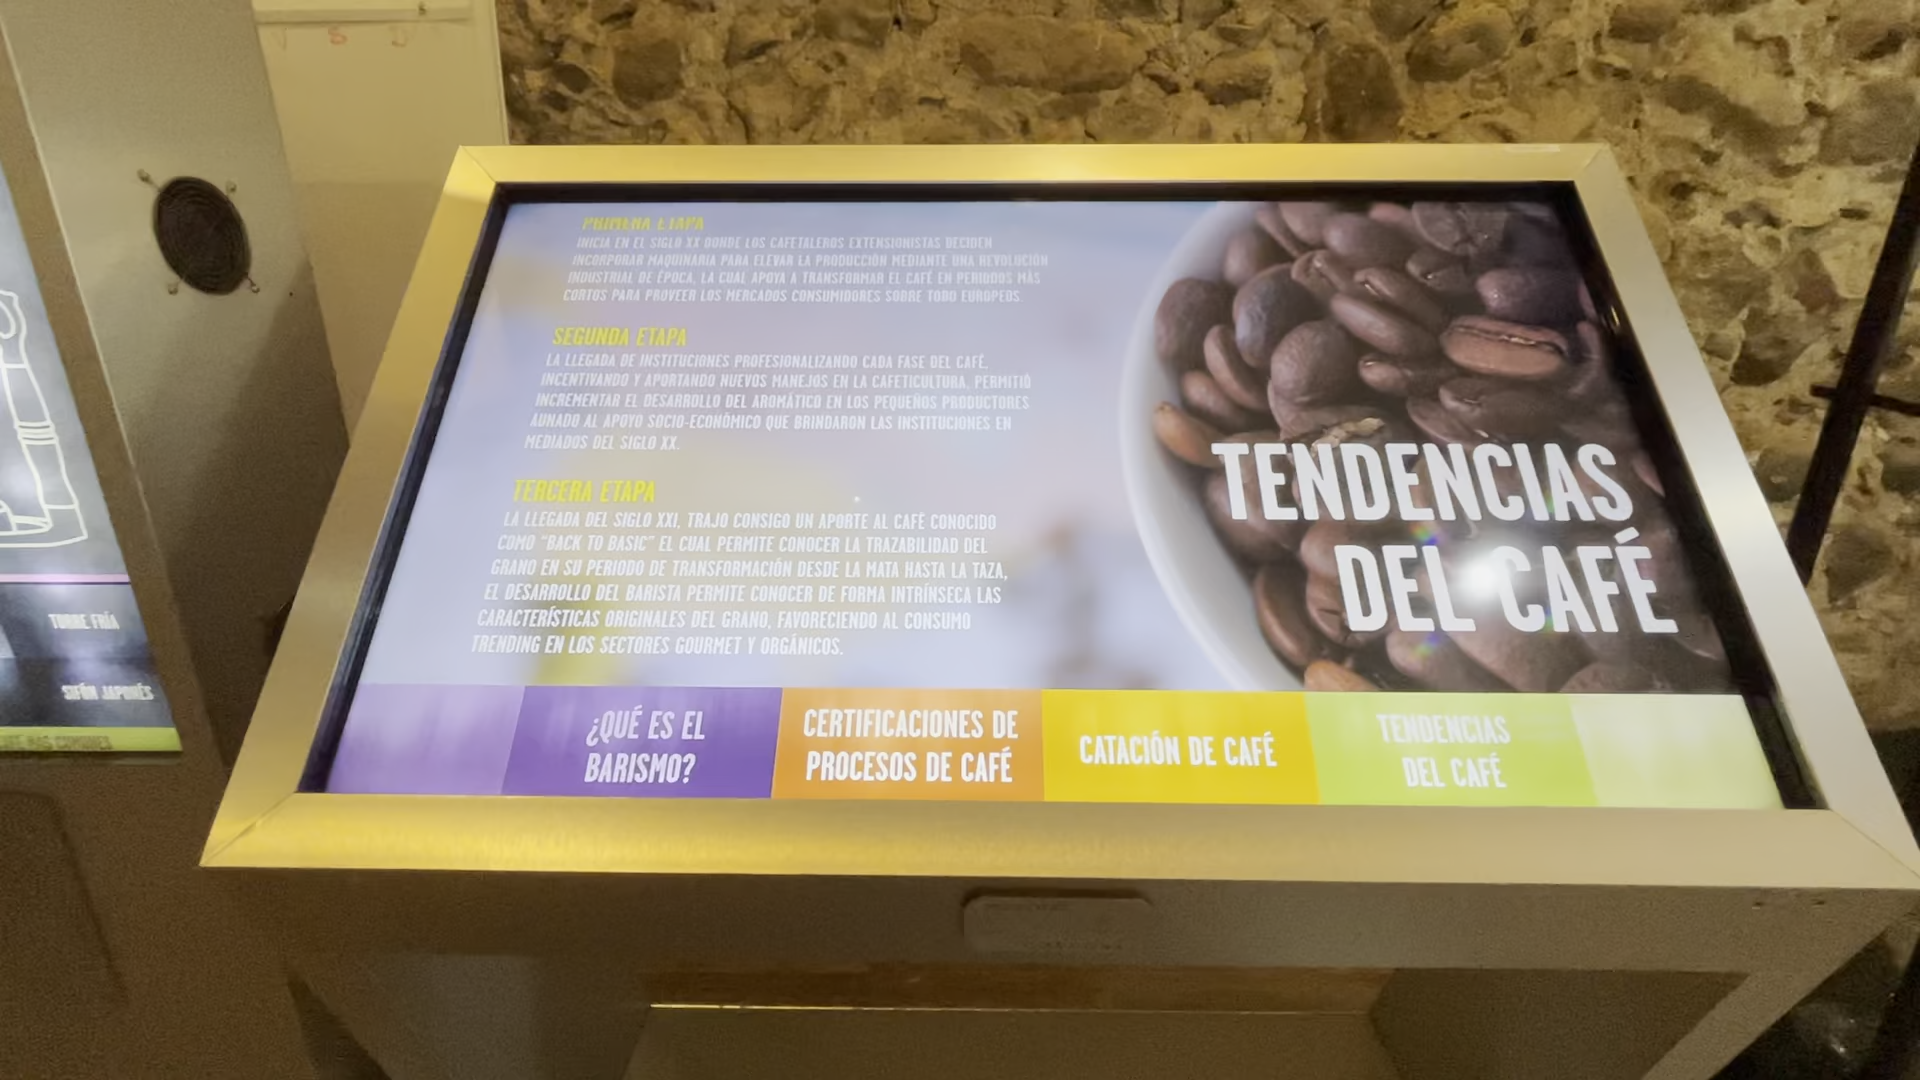 PRIMERA ETAPA
INICIA EN EL SIGLO XX DONDE LOS CAFETALEROS EXTENSIONISTAS DECIDEN
INCORPORAR MAQUINARIA PARA ELEVAR LA PRODUCCIÓN MEDIANTE UNA REVOLUCIÓN
INDUSTRIAL DE ÉPOCA, LA CUAL APOYA A TRANSFORMAR EL CAFÉ EN PERIODOS MÁS
CORTOS PARA PROVEER LOS MERCADOS CONSUMIDORES SOBRE TODO EUROPEOS.
SEGUNDA ETAPA
LA LLEGADA DE INSTITUCIONES PROFESIONALIZANDO CADA FASE DEL CAFÉ,
INCENTIVANDO Y APORTANDO NUEVOS MANEJOS EN LA CAFETICULTURA, PERMITIÓ
INCREMENTAR EL DESARROLLO DEL AROMÁTICO EN LOS PEQUEÑOS PRODUCTORES
AUNADO AL APOYO SOCIO-ECONÓMICO QUE BRINDARON LAS INSTITUCIONES EN
MEDIADOS DEL SIGLO XX.
TERCERA ETAPA
LA LLEGADA DEL SIGLO XXI, TRAJO CONSIGO UN APORTE AL CAFÉ CONOCIDO
COMO "BACK TO BASIC" EL CUAL PERMITE CONOCER LA TRAZABILIDAD DEL
GRANO EN SU PERIODO DE TRANSFORMACIÓN DESDE LA MATA HASTA LA TAZA,
EL DESARROLLO DEL BARISTA PERMITE CONOCER DE FORMA INTRÍNSECA LAS
CARACTERÍSTICAS ORIGINALES DEL GRANO, FAVORECIENDO AL CONSUMO
TRENDING EN LOS SECTORES GOURMET Y ORGÁNICOS.
TENDENCIAS
DEL CAFÉ
¿QUÉ ES EL
BARISMO?
CERTIFICACIONES DE
PROCESOS DE CAFÉ
CATACIÓN DE CAFÉ
TENDENCIAS
DEL CAFÉ
TORRE FRÍA
SIFÓN JAPONÉS